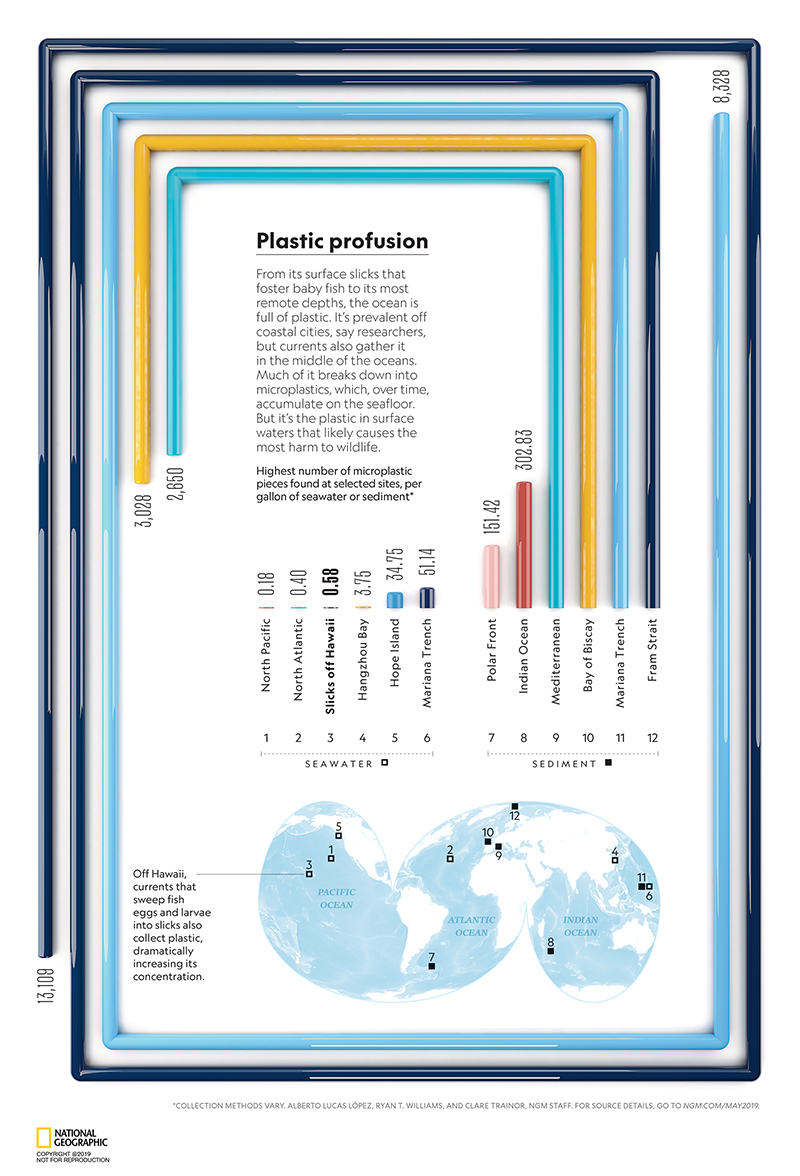 8,328
Plastic profusion
From its surface slicks that
foster baby fish to its most
remote depths, the ocean is
full of plastic. It's prevalent off
coastal cities, say researchers,
but currents also gather it
in the middle of the oceans.
Much of it breaks down into
microplastics, which, over time,
accumulate on the seafloor.
But it's the plastic in surface
waters that likely causes the
most harm to wildlife.
Highest number of microplastic
pieces found at selected sites, per
gallon of seawater or sediment*
3,028
2,650
0.18
0.40
0.58
3.75
34.75
51.14
151.42
302.83
North Pacific
North Atlantic
Slicks off Hawaii
Hangzhou Bay
Hope Island
Mariana Trench
Polar Front
Indian Ocean
Mediterranean
Bay of Biscay
Mariana Trench
Fram Strait
1 2 3 4 5 6 7 8 9 10 11 12
SEAWATER SEDIMENT
12
5
10
1
2
9
4
3
11
6
PACIFIC
OCEAN
ATLANTIC
OCEAN
INDIAN
OCEAN
8
7
Off Hawaii,
currents that
sweep fish
eggs and larvae
into slicks also
collect plastic,
dramatically
increasing its
concentration.
13,109
*COLLECTION METHODS VARY. ALBERTO LUCAS LÓPEZ, RYAN T. WILLIAMS, AND CLARE TRAINOR, NGM STAFF. FOR SOURCE DETAILS, GO TO NGM.COM/MAY2019.
NATIONAL
GEOGRAPHIC
COPYRIGHT @2019
NOT FOR REPRODUCTION